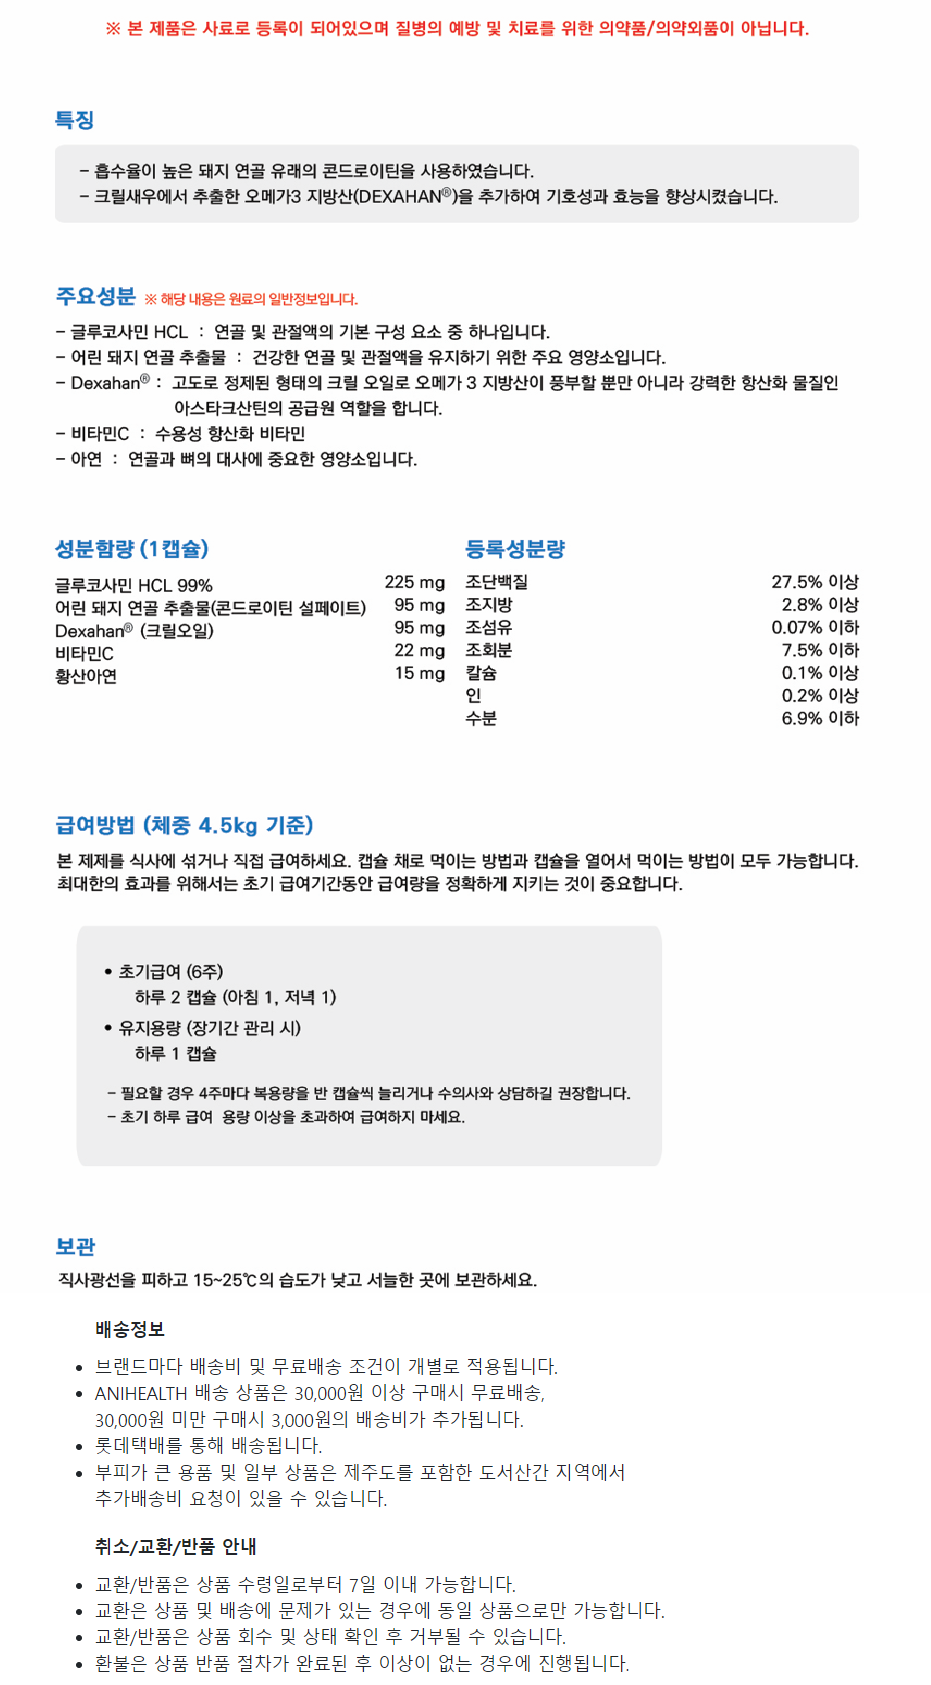 ※ 본 제품은 사료로 등록이 되어있으며 질병의 예방 및 치료를 위한 의약품/의약외품이 아닙니다.
특징
- 흡수율이 높은 돼지 연골 유래의 콘드로이틴을 사용하였습니다.
- 크릴새우에서 추출한 오메가3 지방산(DEXAHAN®)을 추가하여 기호성과 효능을 향상시켰습니다.
주요성분 ※ 해당 내용은 원료의 일반정보입니다.
- 글루코사민 HCL : 연골 및 관절액의 기본 구성 요소 중 하나입니다.
- 어린 돼지 연골 추출물 : 건강한 연골 및 관절액을 유지하기 위한 주요 영양소입니다.
- Dexahan® : 고도로 정제된 형태의 크릴 오일로 오메가 3 지방산이 풍부할 뿐만 아니라 강력한 항산화 물질인
아스타크산틴의 공급원 역할을 합니다.
- 비타민C : 수용성 항산화 비타민
- 아연 : 연골과 뼈의 대사에 중요한 영양소입니다.
성분함량 (1캡슐)
글루코사민 HCL 99% 225 mg
어린 돼지 연골 추출물(콘드로이틴 설페이트) 95 mg
Dexahan® (크릴오일) 95 mg
비타민C 22 mg
황산아연 15 mg
등록성분량
조단백질 27.5% 이상
조지방 2.8% 이상
조섬유 0.07% 이하
조회분 7.5% 이하
칼슘 0.1% 이상
인 0.2% 이상
수분 6.9% 이하
급여방법 (체중 4.5kg 기준)
본 제제를 식사에 섞거나 직접 급여하세요. 캡슐 채로 먹이는 방법과 캡슐을 열어서 먹이는 방법이 모두 가능합니다.
최대한의 효과를 위해서는 초기 급여기간동안 급여량을 정확하게 지키는 것이 중요합니다.
• 초기급여 (6주)
하루 2 캡슐 (아침 1, 저녁 1)
• 유지용량 (장기간 관리 시)
하루 1 캡슐
- 필요할 경우 4주마다 복용량을 반 캡슐씩 늘리거나 수의사와 상담하길 권장합니다.
- 초기 하루 급여 용량 이상을 초과하여 급여하지 마세요.
보관
직사광선을 피하고 15~25℃의 습도가 낮고 서늘한 곳에 보관하세요.
배송정보
• 브랜드마다 배송비 및 무료배송 조건이 개별로 적용됩니다.
• ANIHEALTH 배송 상품은 30,000원 이상 구매시 무료배송,
30,000원 미만 구매시 3,000원의 배송비가 추가됩니다.
• 롯데택배를 통해 배송됩니다.
• 부피가 큰 용품 및 일부 상품은 제주도를 포함한 도서산간 지역에서
추가배송비 요청이 있을 수 있습니다.
취소/교환/반품 안내
• 교환/반품은 상품 수령일로부터 7일 이내 가능합니다.
• 교환은 상품 및 배송에 문제가 있는 경우에 동일 상품으로만 가능합니다.
• 교환/반품은 상품 회수 및 상태 확인 후 거부될 수 있습니다.
• 환불은 상품 반품 절차가 완료된 후 이상이 없는 경우에 진행됩니다.